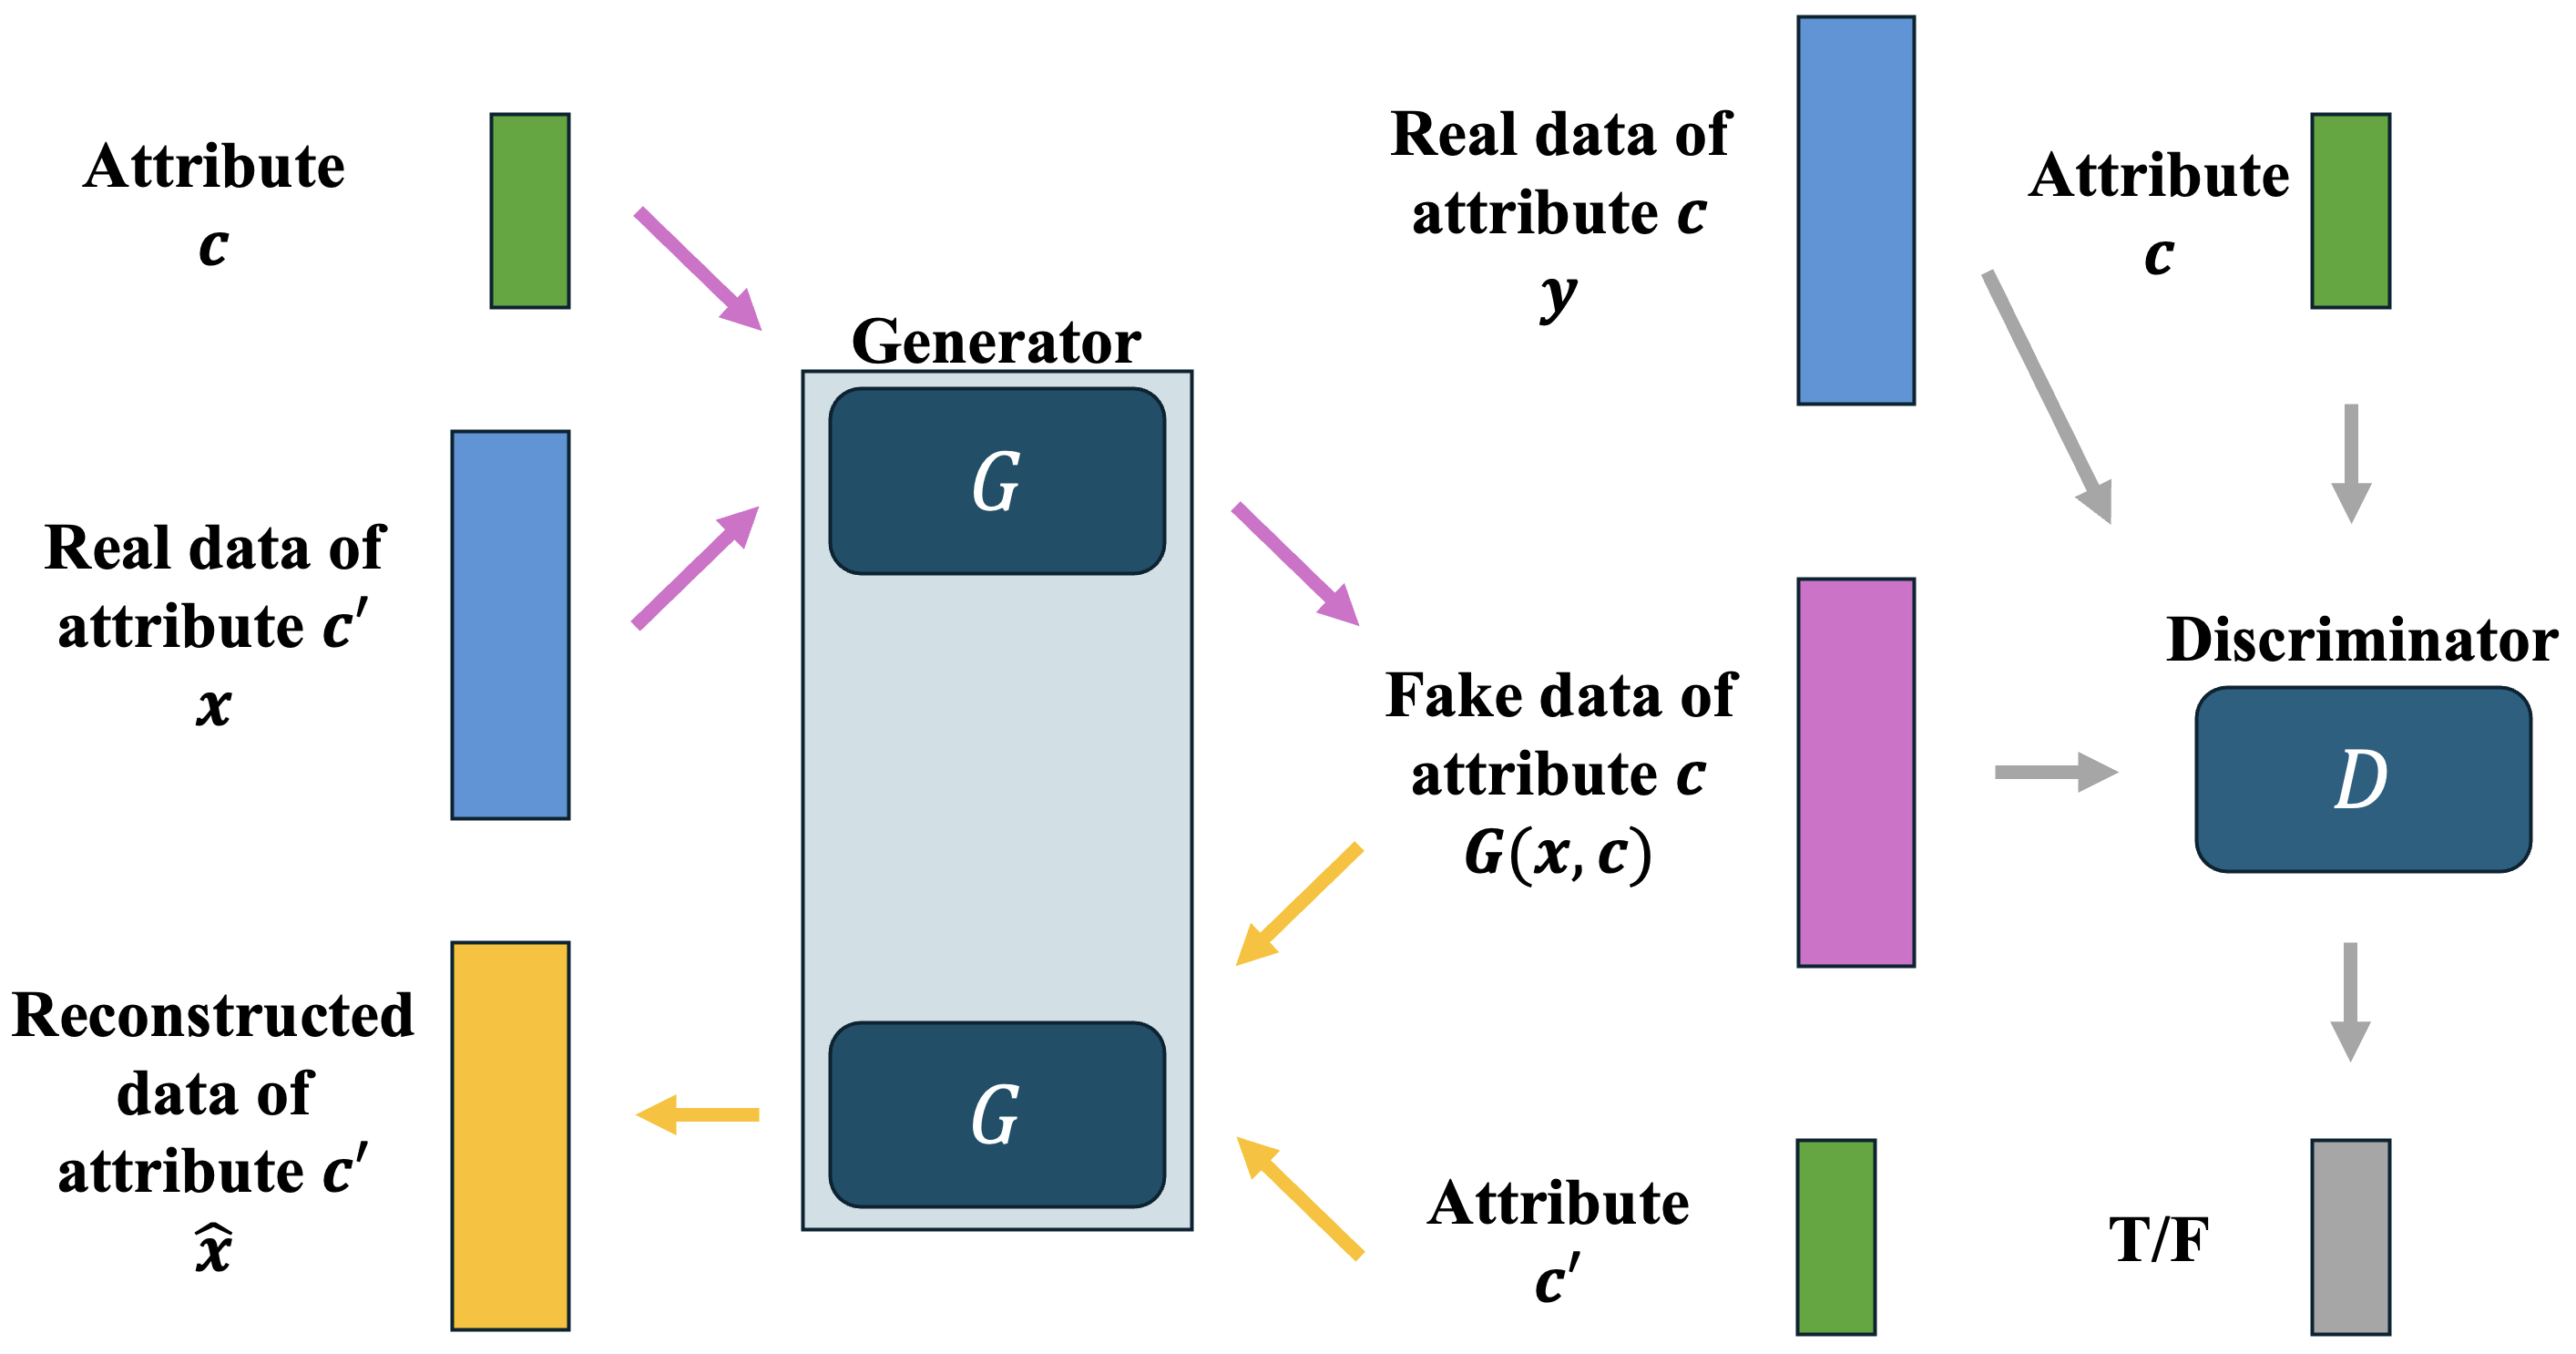 Attribute
c
Real data of
attribute c′
x
Reconstructed
data of
attribute c′
x̂
Generator
G
G
Real data of
attribute c
y
Fake data of
attribute c
G(x, c)
Attribute
c′
Attribute
c
Discriminator
D
T/F